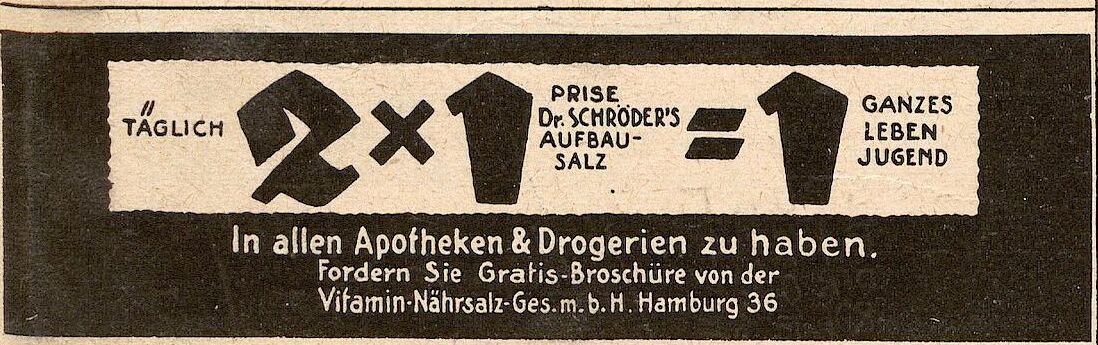 TÄGLICH 2 × 1 PRISE Dr. SCHRÖDER'S AUFBAU-SALZ = 1 GANZES LEBEN JUGEND
In allen Apotheken & Drogerien zu haben.
Fordern Sie Gratis-Broschüre von der
Vitamin-Nährsalz-Ges.m.b.H. Hamburg 36